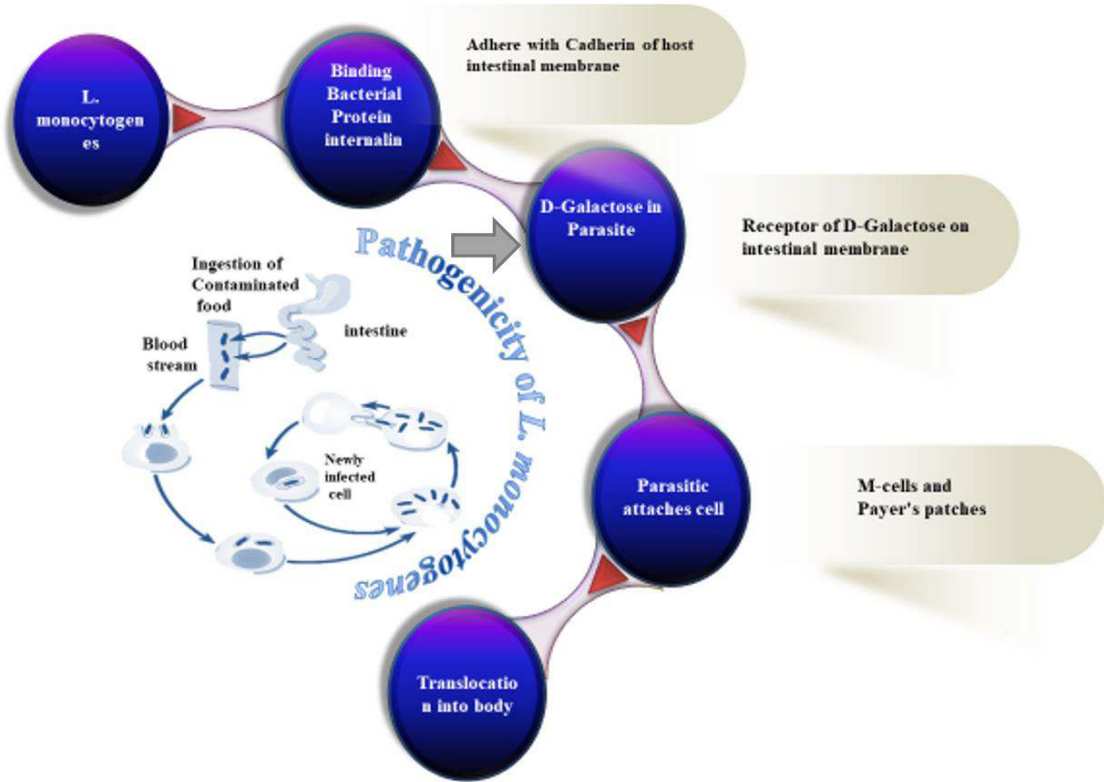 L.
monocytogen
es
Binding
Bacterial
Protein
internalin
Adhere with Cadherin of host
intestinal membrane
D-Galactose in
Parasite
Receptor of D-Galactose on
intestinal membrane
Pathogenicity of L. monocytogenes
Ingestion of
Contaminated
food
intestine
Blood
stream
Newly
infected
cell
Parasitic
attaches cell
M-cells and
Payer's patches
Translocatio
n into body